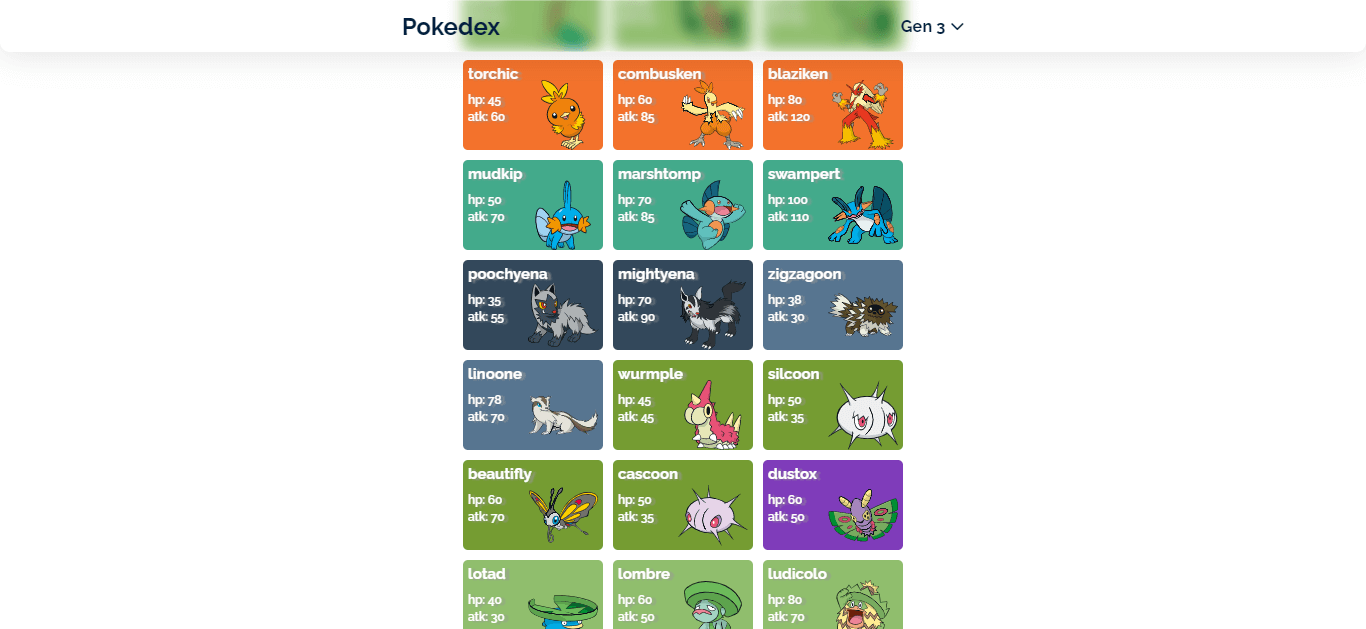 Pokedex
Gen 3
torchic
hp: 45
atk: 60
combusken
hp: 60
atk: 85
blaziken
hp: 80
atk: 120
mudkip
hp: 50
atk: 70
marshtomp
hp: 70
atk: 85
swampert
hp: 100
atk: 110
poochyena
hp: 35
atk: 55
mightyena
hp: 70
atk: 90
zigzagoon
hp: 38
atk: 30
linoone
hp: 78
atk: 70
wurmple
hp: 45
atk: 45
silcoon
hp: 50
atk: 35
beautifly
hp: 60
atk: 70
cascoon
hp: 50
atk: 35
dustox
hp: 60
atk: 50
lotad
hp: 40
atk: 30
lombre
hp: 60
atk: 50
ludicolo
hp: 80
atk: 70